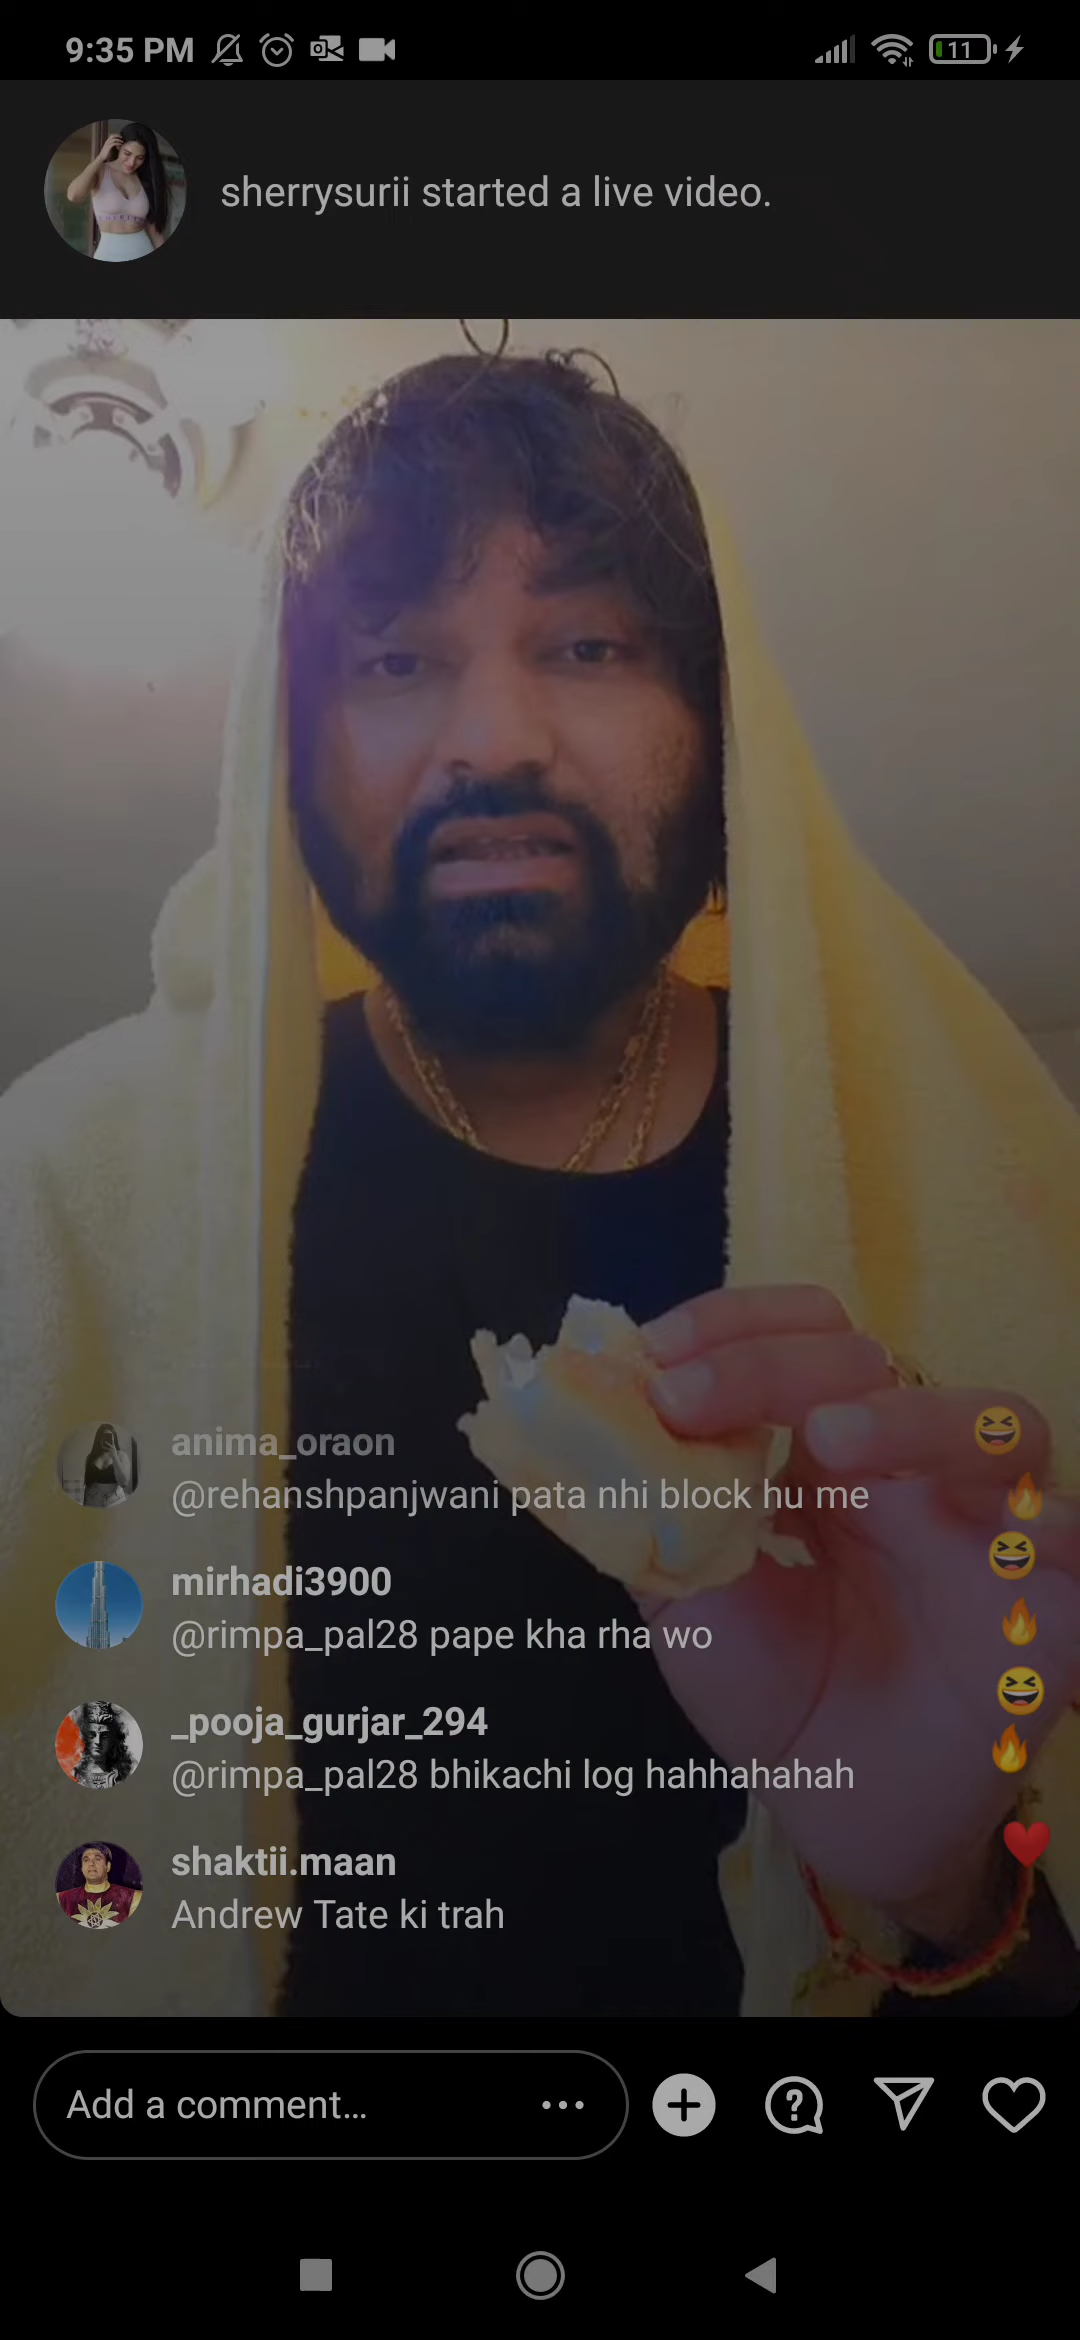 9:35 PM
11
sherrysurii started a live video.
anima_oraon
@rehanshpanjwani pata nhi block hu me
mirhadi3900
@rimpa_pal28 pape kha rha wo
_pooja_gurjar_294
@rimpa_pal28 bhikachi log hahhahahah
shaktii.maan
Andrew Tate ki trah
Add a comment...